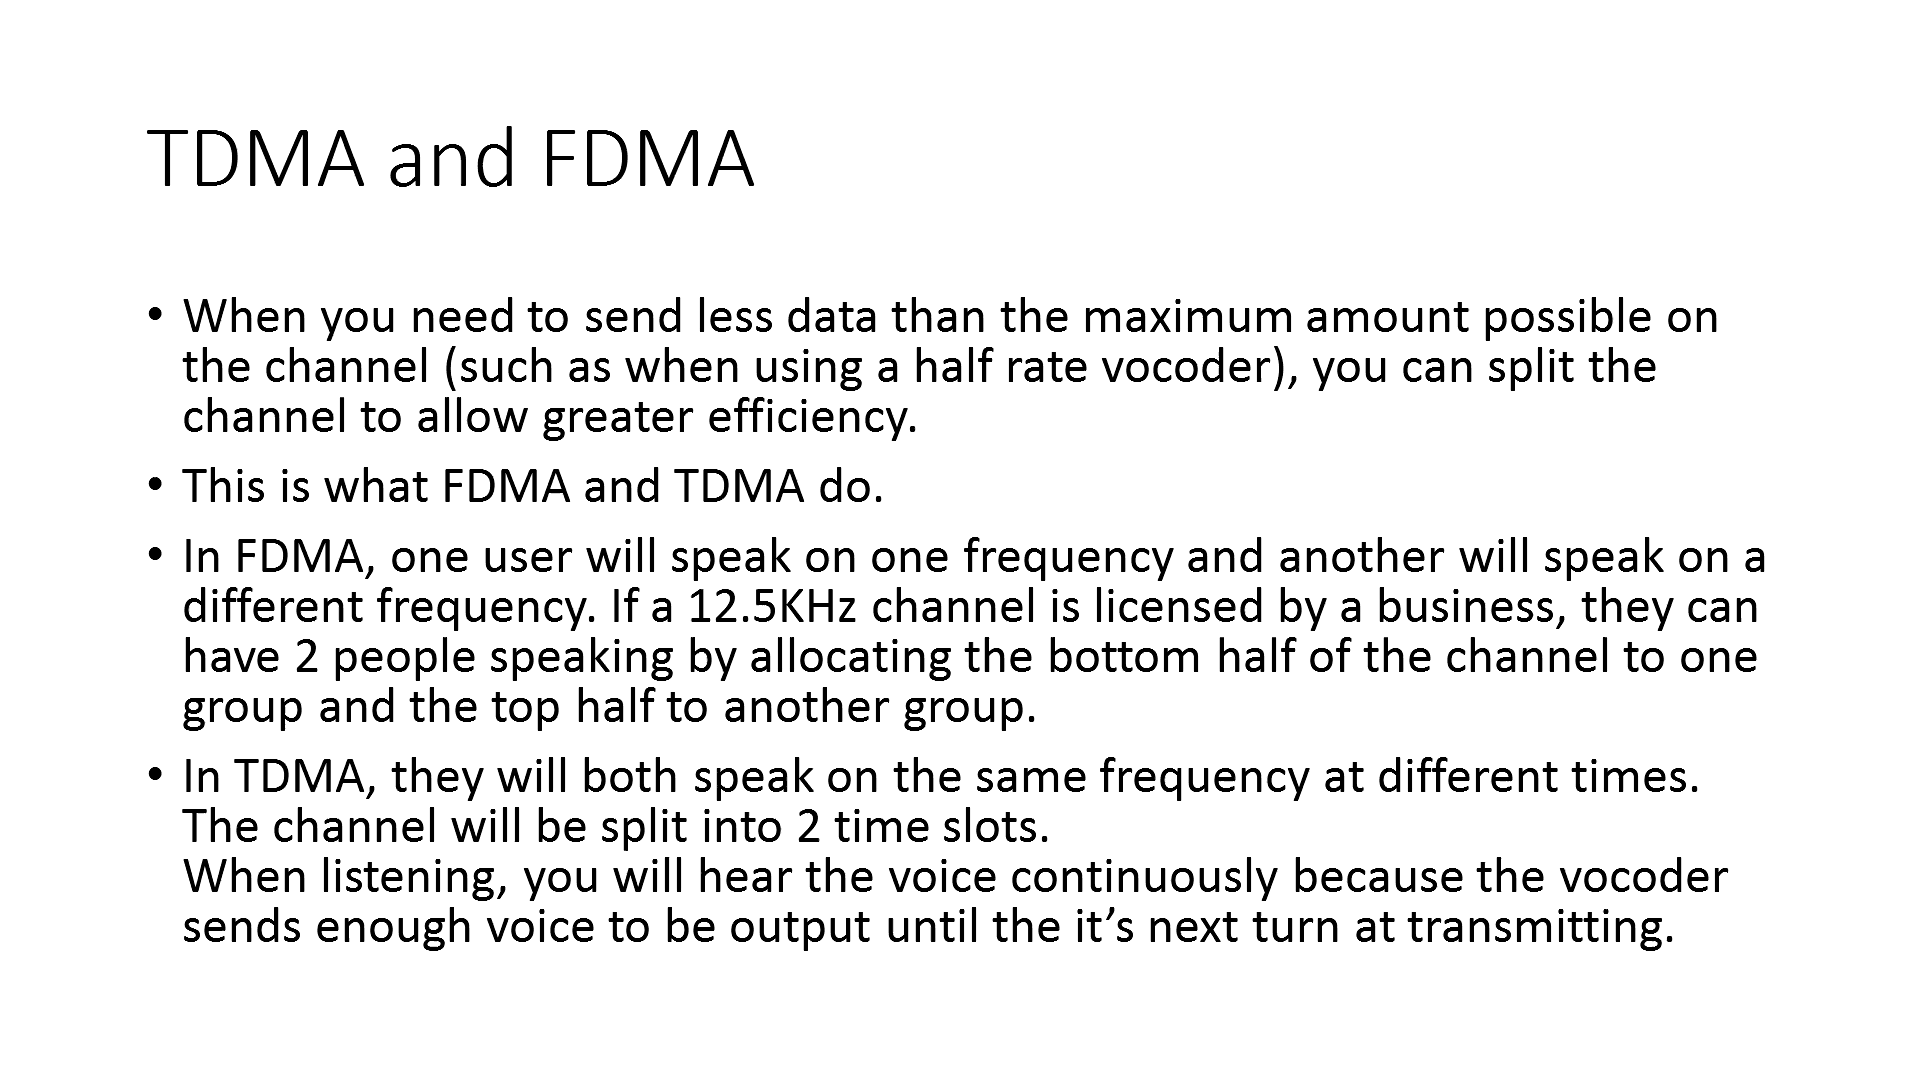 TDMA and FDMA
• When you need to send less data than the maximum amount possible on
the channel (such as when using a half rate vocoder), you can split the
channel to allow greater efficiency.
• This is what FDMA and TDMA do.
• In FDMA, one user will speak on one frequency and another will speak on a
different frequency. If a 12.5KHz channel is licensed by a business, they can
have 2 people speaking by allocating the bottom half of the channel to one
group and the top half to another group.
• In TDMA, they will both speak on the same frequency at different times.
The channel will be split into 2 time slots.
When listening, you will hear the voice continuously because the vocoder
sends enough voice to be output until the it’s next turn at transmitting.